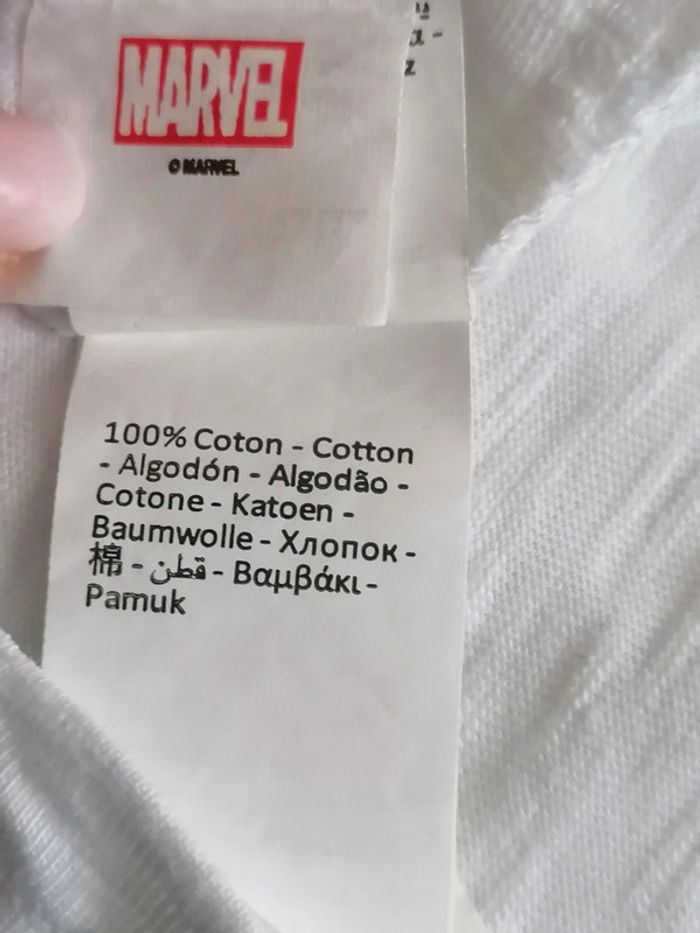 MARVEL
© MARVEL
100% Coton - Cotton
- Algodón - Algodão -
Cotone - Katoen -
Baumwolle - Хлопок -
棉 - قطن - Βαμβάκι -
Pamuk